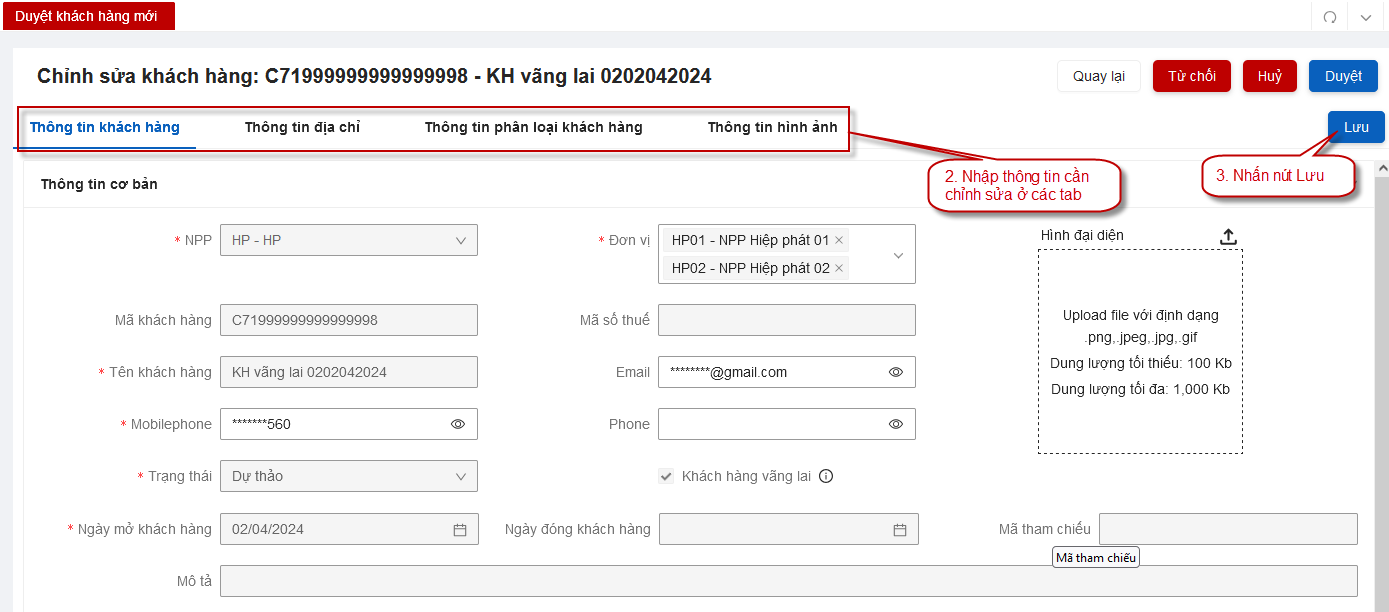 Duyệt khách hàng mới
Chỉnh sửa khách hàng: C71999999999999998 - KH vãng lai 0202042024
Quay lại
Từ chối
Huỷ
Duyệt
Thông tin khách hàng
Thông tin địa chỉ
Thông tin phân loại khách hàng
Thông tin hình ảnh
Lưu
2. Nhập thông tin cần
chỉnh sửa ở các tab
3. Nhấn nút Lưu
Thông tin cơ bản
* NPP
HP - HP
* Đơn vị
HP01 - NPP Hiệp phát 01 ×
HP02 - NPP Hiệp phát 02 ×
Hình đại diện
Upload file với định dạng
.png,.jpeg,.jpg,.gif
Dung lượng tối thiếu: 100 Kb
Dung lượng tối đa: 1,000 Kb
Mã khách hàng
C71999999999999998
Mã số thuế
* Tên khách hàng
KH vãng lai 0202042024
Email
********@gmail.com
* Mobilephone
*******560
Phone
* Trạng thái
Dự thảo
Khách hàng vãng lai
* Ngày mở khách hàng
02/04/2024
Ngày đóng khách hàng
Mã tham chiếu
Mã tham chiếu
Mô tả